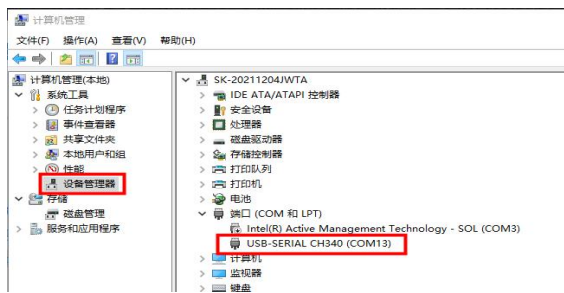 计算机管理
文件(F) 操作(A) 查看(V) 帮助(H)
计算机管理(本地)
系统工具
任务计划程序
事件查看器
共享文件夹
本地用户和组
性能
设备管理器
存储
磁盘管理
服务和应用程序
SK-20211204JWTA
IDE ATA/ATAPI 控制器
安全设备
处理器
磁盘驱动器
存储控制器
打印队列
打印机
电池
端口 (COM 和 LPT)
Intel(R) Active Management Technology - SOL (COM3)
USB-SERIAL CH340 (COM13)
计算机
监视器
键盘